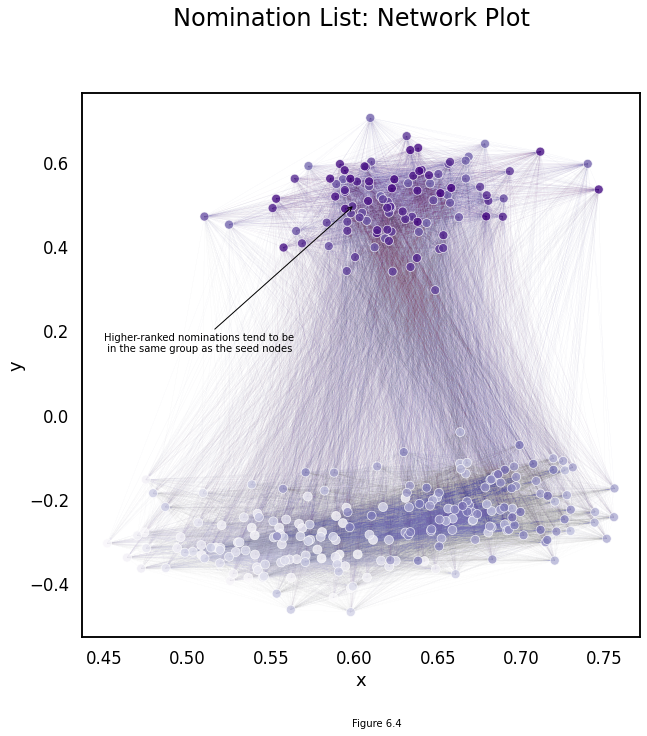 Nomination List: Network Plot
0.6
0.4
0.2
0.0
−0.2
−0.4
y
Higher-ranked nominations tend to be
in the same group as the seed nodes
0.45 0.50 0.55 0.60 0.65 0.70 0.75
x
Figure 6.4